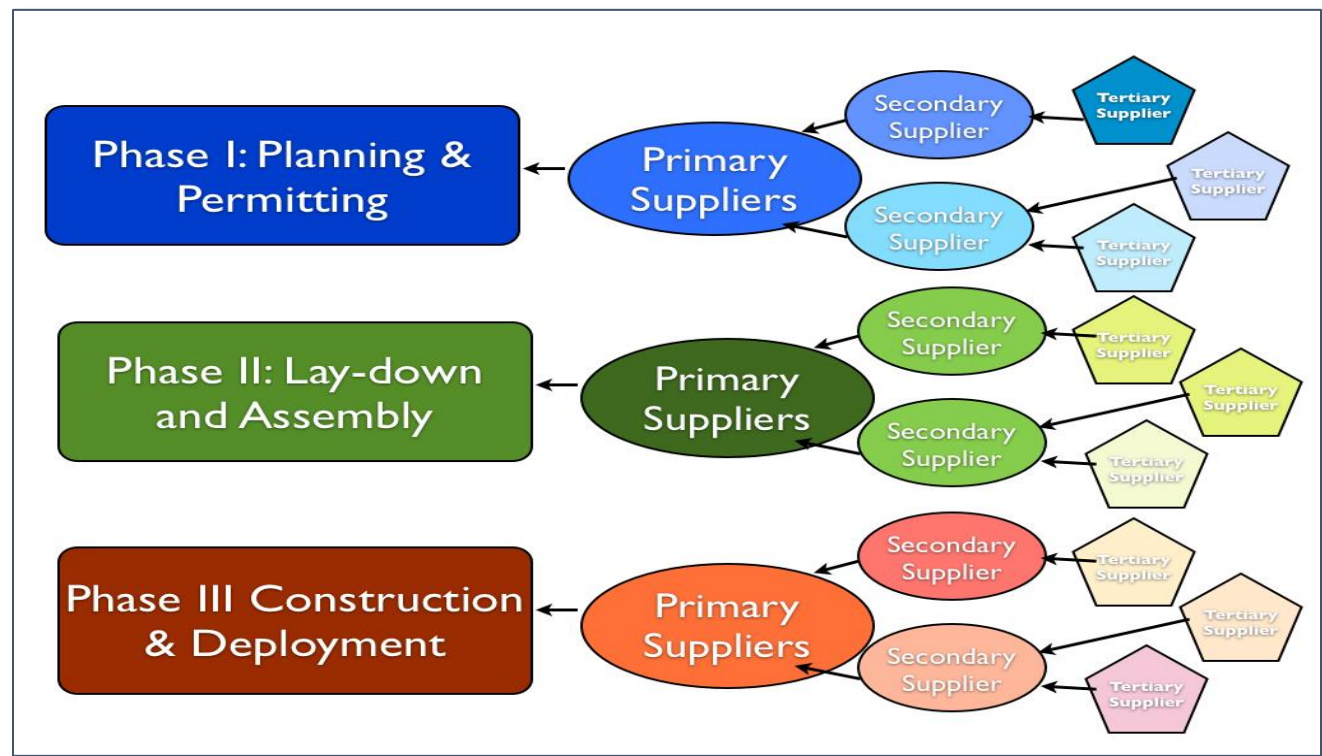 Phase I: Planning &
Permitting
Primary
Suppliers
Secondary
Supplier
Secondary
Supplier
Tertiary
Supplier
Tertiary
Supplier
Tertiary
Supplier
Phase II: Lay-down
and Assembly
Primary
Suppliers
Secondary
Supplier
Secondary
Supplier
Tertiary
Supplier
Tertiary
Supplier
Tertiary
Supplier
Phase III Construction
& Deployment
Primary
Suppliers
Secondary
Supplier
Secondary
Supplier
Tertiary
Supplier
Tertiary
Supplier
Tertiary
Supplier